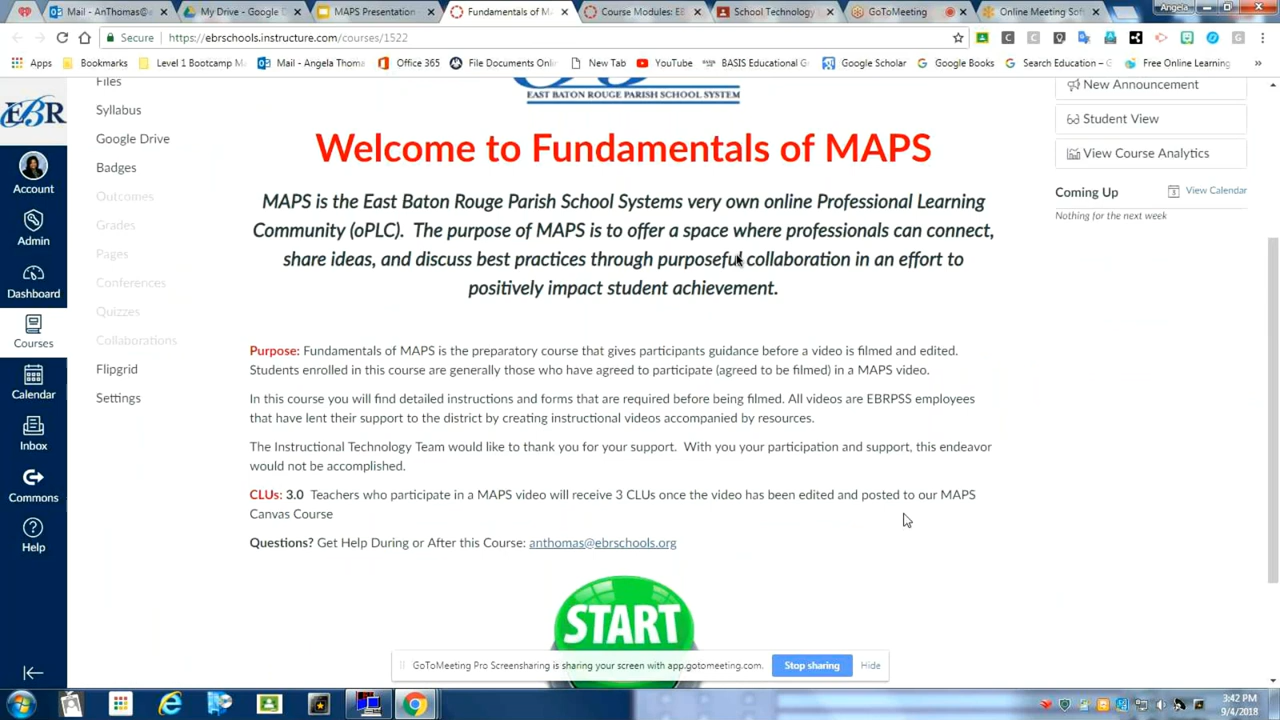 Mail - AnThomas@
My Drive - Google D
MAPS Presentation
Fundamentals of M
Course Modules: EB
School Technology
GoToMeeting
Online Meeting Sof
Angela
Secure
https://ebrschools.instructure.com/courses/1522
Apps
Bookmarks
Level 1 Bootcamp M
Mail - Angela Thoma
Office 365
File Documents Onli
New Tab
YouTube
BASIS Educational G
Google Scholar
Google Books
Search Education – G
Free Online Learning
EBR
Account
Admin
Dashboard
Courses
Calendar
Inbox
Commons
Help
Files
Syllabus
Google Drive
Badges
Outcomes
Grades
Pages
Conferences
Quizzes
Collaborations
Flipgrid
Settings
EAST BATON ROUGE PARISH SCHOOL SYSTEM
Welcome to Fundamentals of MAPS
MAPS is the East Baton Rouge Parish School Systems very own online Professional Learning
Community (oPLC). The purpose of MAPS is to offer a space where professionals can connect,
share ideas, and discuss best practices through purposeful collaboration in an effort to
positively impact student achievement.
Purpose: Fundamentals of MAPS is the preparatory course that gives participants guidance before a video is filmed and edited.
Students enrolled in this course are generally those who have agreed to participate (agreed to be filmed) in a MAPS video.
In this course you will find detailed instructions and forms that are required before being filmed. All videos are EBRPSS employees
that have lent their support to the district by creating instructional videos accompanied by resources.
The Instructional Technology Team would like to thank you for your support. With you your participation and support, this endeavor
would not be accomplished.
CLUs: 3.0 Teachers who participate in a MAPS video will receive 3 CLUs once the video has been edited and posted to our MAPS
Canvas Course
Questions? Get Help During or After this Course: anthomas@ebrschools.org
START
New Announcement
Student View
View Course Analytics
Coming Up
View Calendar
Nothing for the next week
GoToMeeting Pro Screensharing is sharing your screen with app.gotomeeting.com.
Stop sharing
Hide
3:42 PM
9/4/2018